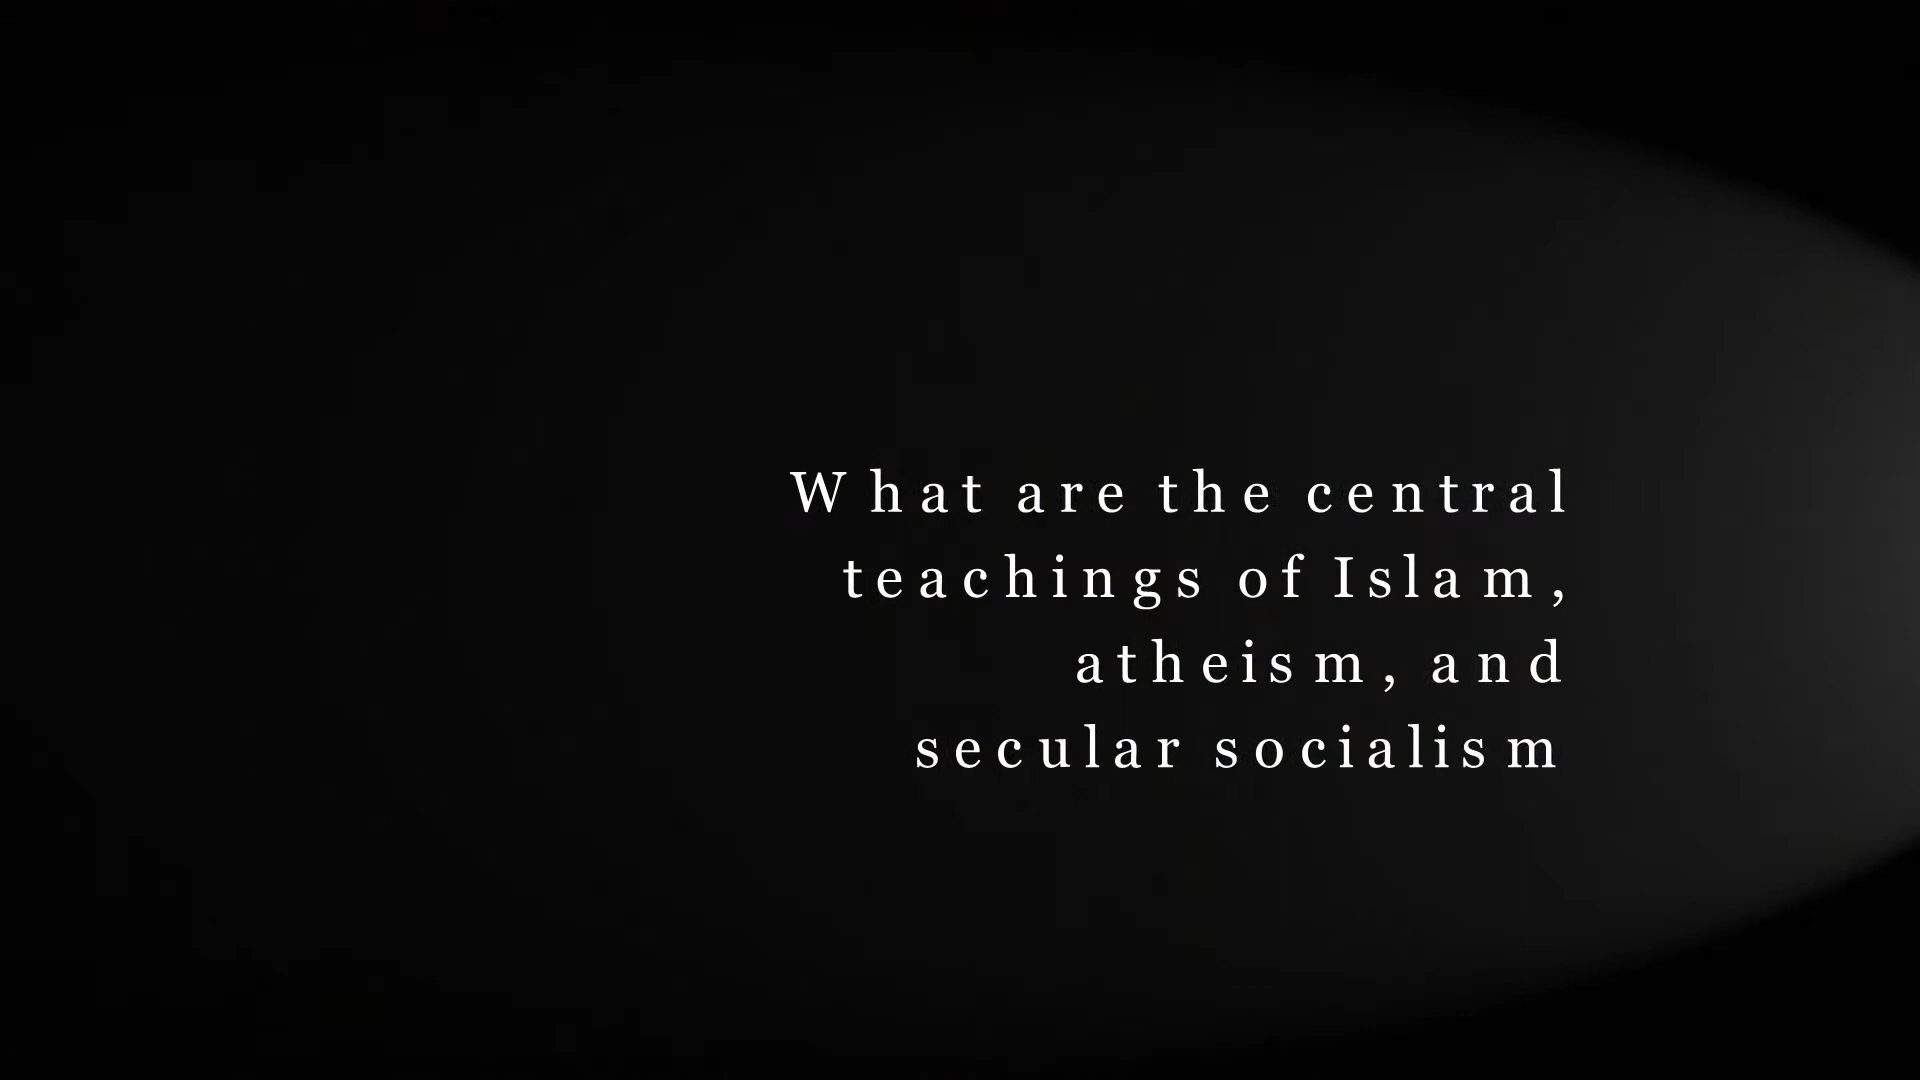 What are the central
teachings of Islam,
atheism, and
secular socialism